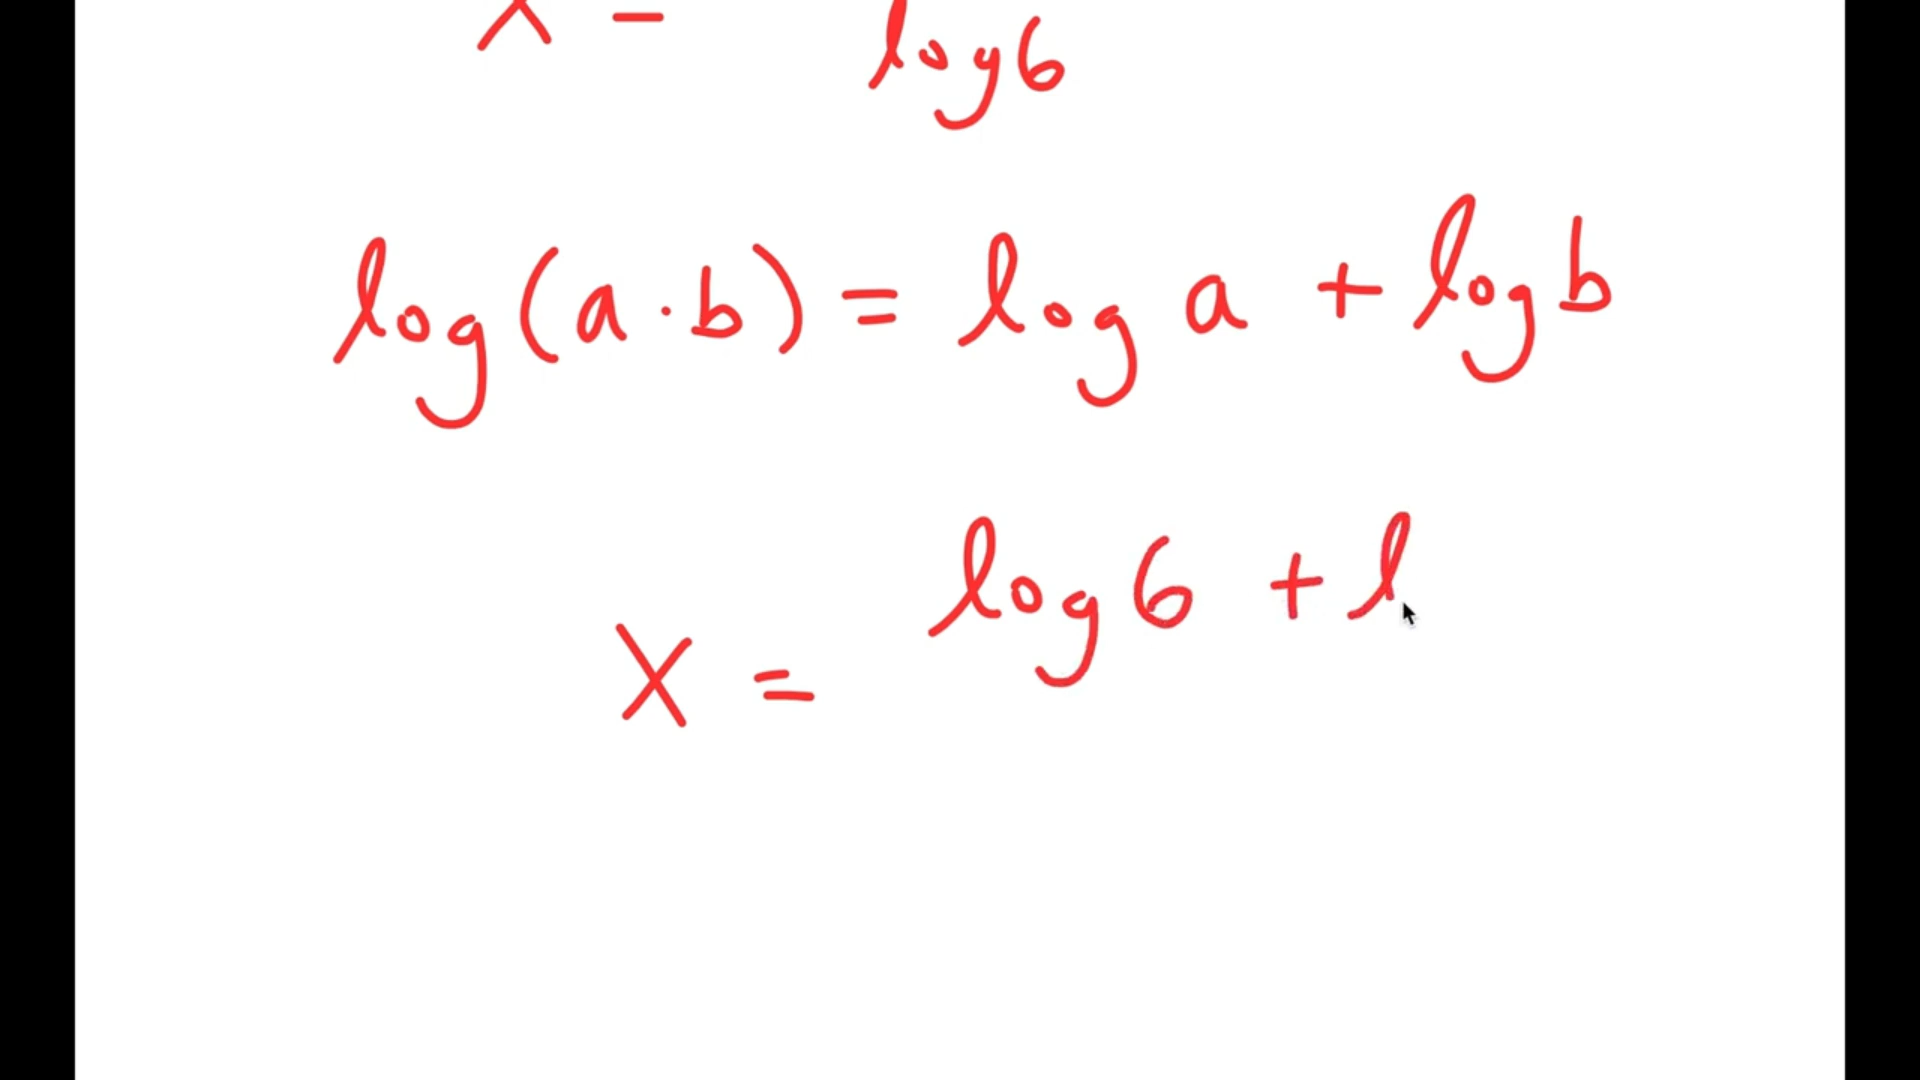 x =
log6
log(a·b) = log a + log b
x = log6 + l